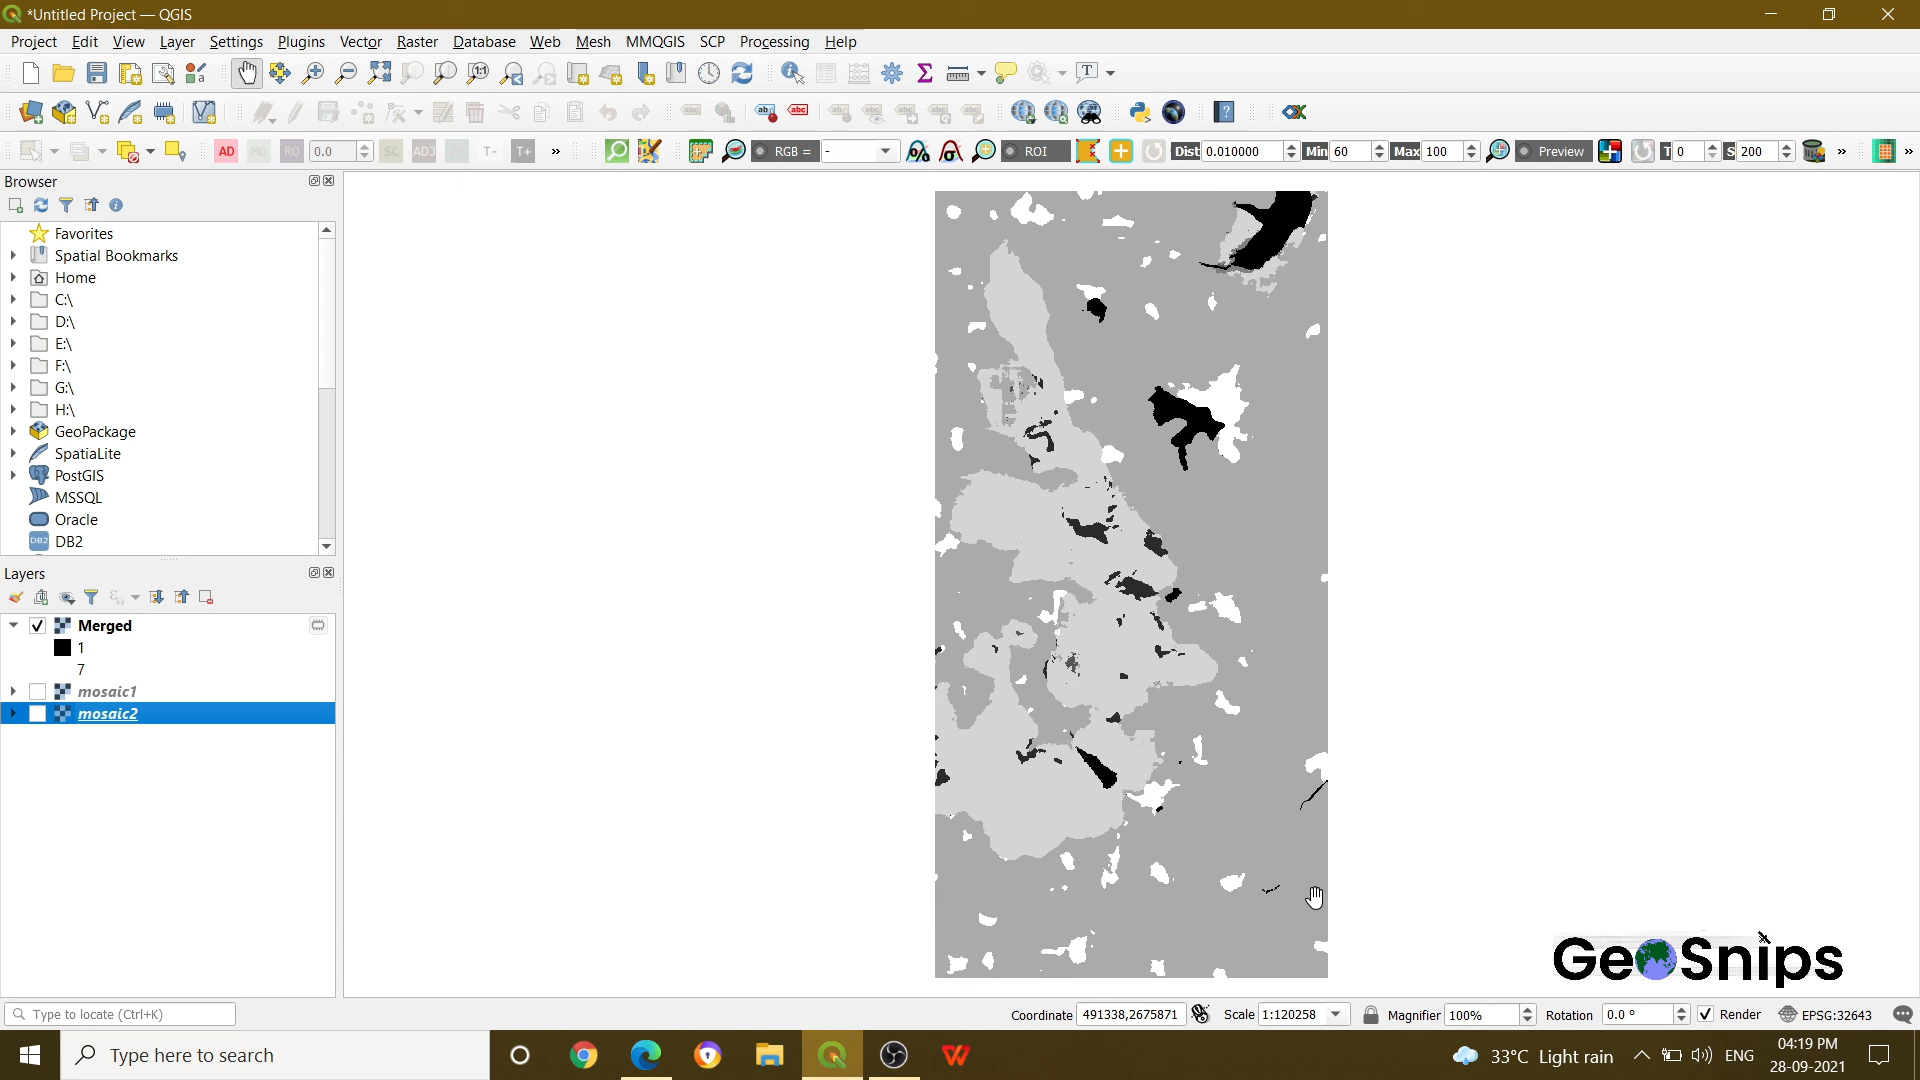 *Untitled Project — QGIS
Project Edit View Layer Settings Plugins Vector Raster Database Web Mesh MMQGIS SCP Processing Help
0.0 RGB = - ROI Dist 0.010000 Min 60 Max 100 Preview T 0 S 200
Browser
Favorites
Spatial Bookmarks
Home
C:\
D:\
E:\
F:\
G:\
H:\
GeoPackage
SpatiaLite
PostGIS
MSSQL
Oracle
DB2
Layers
Merged
1
7
mosaic1
mosaic2
GeoSnips
Type to locate (Ctrl+K) Coordinate 491338,2675871 Scale 1:120258 Magnifier 100% Rotation 0.0 ° Render EPSG:32643
Type here to search 33°C Light rain ENG 04:19 PM
28-09-2021